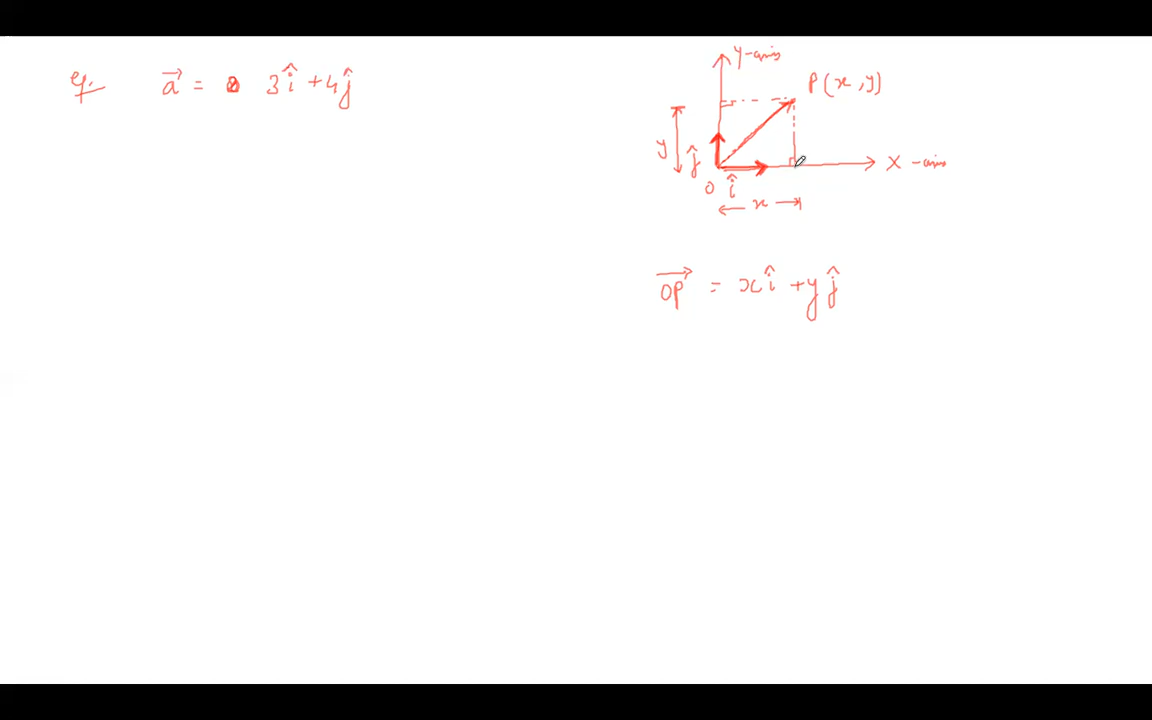 eg. a⃗ = 3î + 4ĵ
Y-axis
P(x, y)
y
ĵ
X-axis
O
î
x
OP⃗ = xî + yĵ